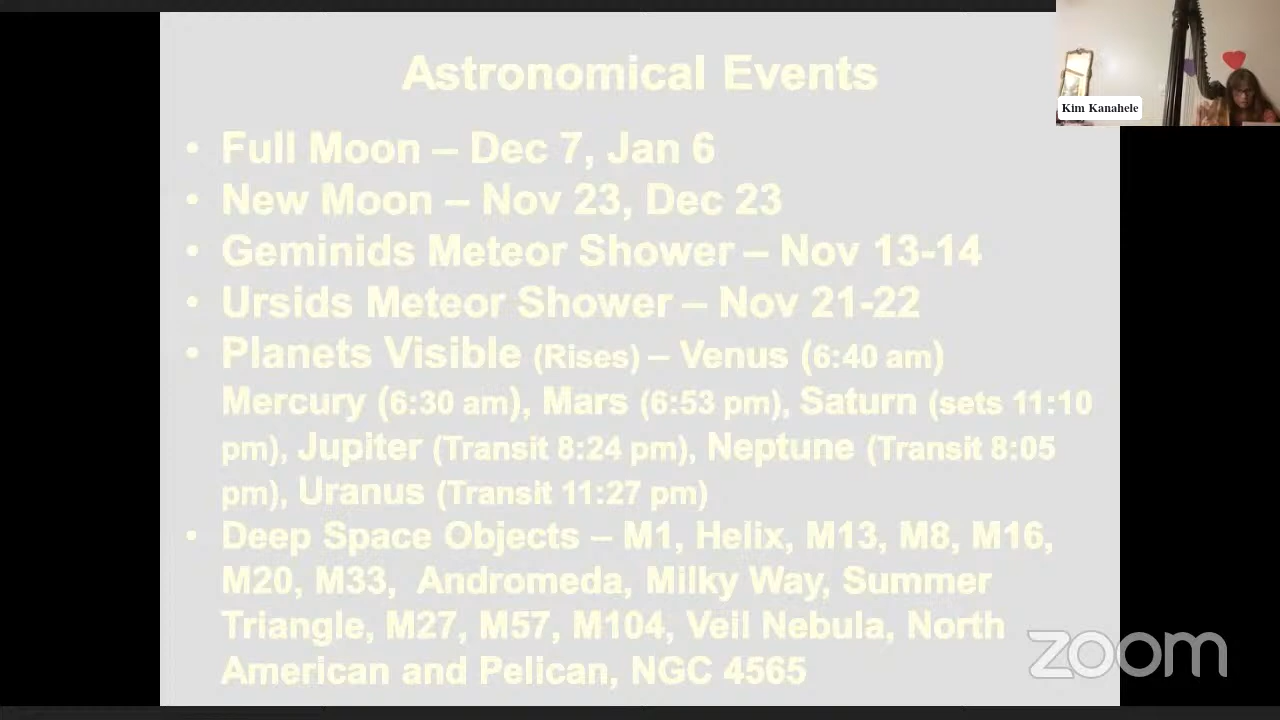 Astronomical Events
Kim Kanahele
• Full Moon – Dec 7, Jan 6
• New Moon – Nov 23, Dec 23
• Geminids Meteor Shower – Nov 13-14
• Ursids Meteor Shower – Nov 21-22
• Planets Visible (Rises) – Venus (6:40 am)
Mercury (6:30 am), Mars (6:53 pm), Saturn (sets 11:10
pm), Jupiter (Transit 8:24 pm), Neptune (Transit 8:05
pm), Uranus (Transit 11:27 pm)
• Deep Space Objects – M1, Helix, M13, M8, M16,
M20, M33, Andromeda, Milky Way, Summer
Triangle, M27, M57, M104, Veil Nebula, North
American and Pelican, NGC 4565
zoom